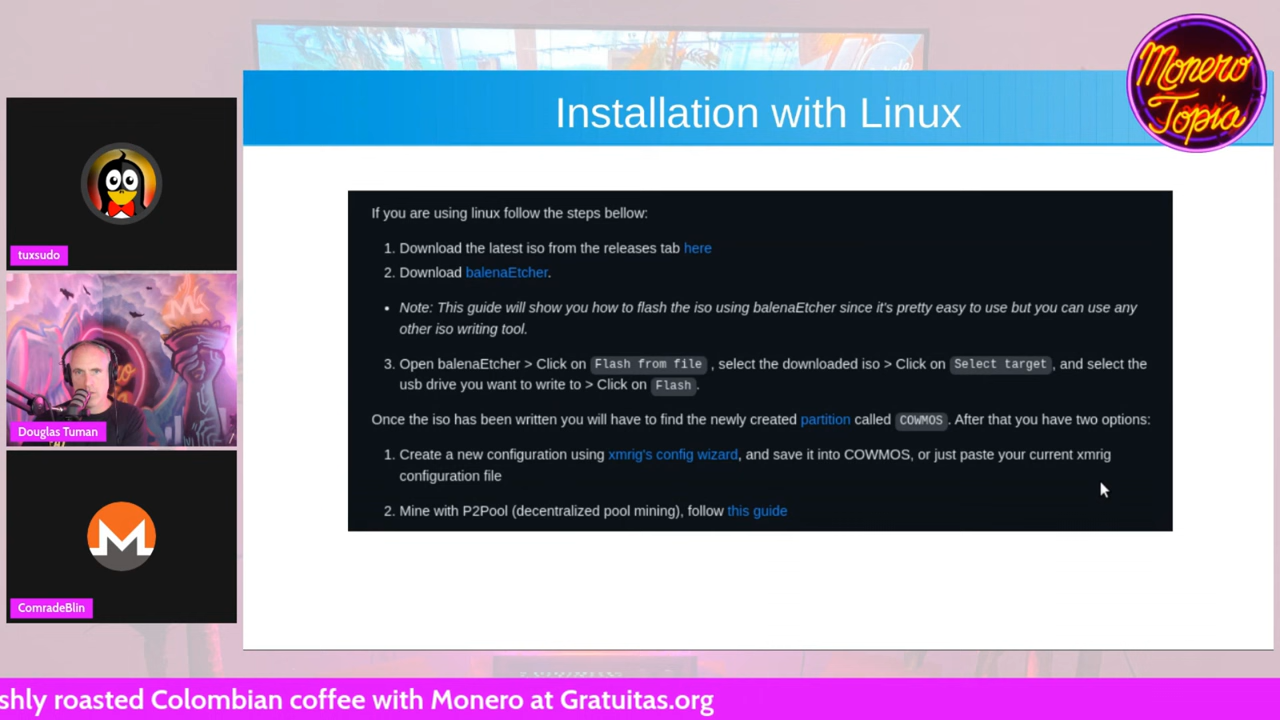 Installation with Linux
Monero
Topia
If you are using linux follow the steps bellow:
1. Download the latest iso from the releases tab here
2. Download balenaEtcher.
• Note: This guide will show you how to flash the iso using balenaEtcher since it's pretty easy to use but you can use any
other iso writing tool.
3. Open balenaEtcher > Click on Flash from file , select the downloaded iso > Click on Select target, and select the
usb drive you want to write to > Click on Flash.
Once the iso has been written you will have to find the newly created partition called COWMOS. After that you have two options:
1. Create a new configuration using xmrig's config wizard, and save it into COWMOS, or just paste your current xmrig
configuration file
2. Mine with P2Pool (decentralized pool mining), follow this guide
tuxsudo
Douglas Tuman
ComradeBlin
shly roasted Colombian coffee with Monero at Gratuitas.org